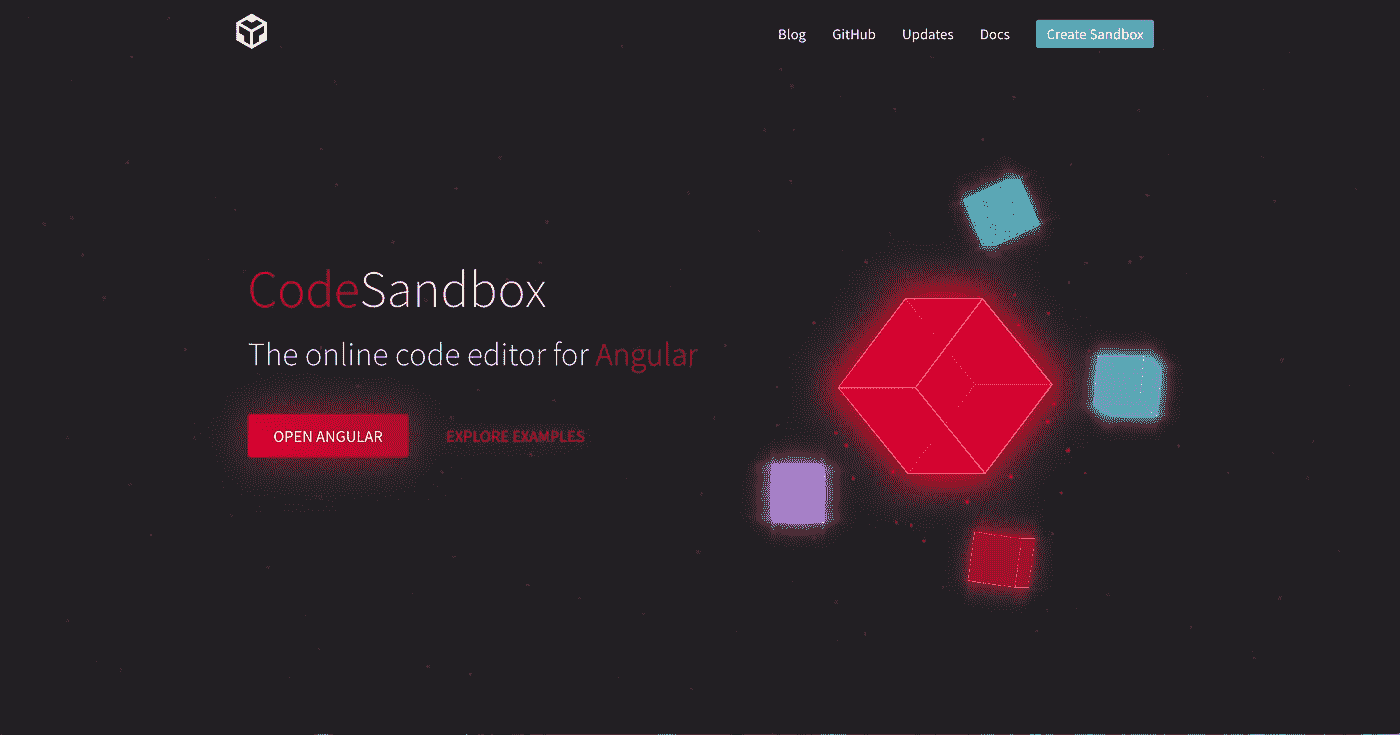 Blog GitHub Updates Docs Create Sandbox
CodeSandbox
The online code editor for Angular
OPEN ANGULAR EXPLORE EXAMPLES